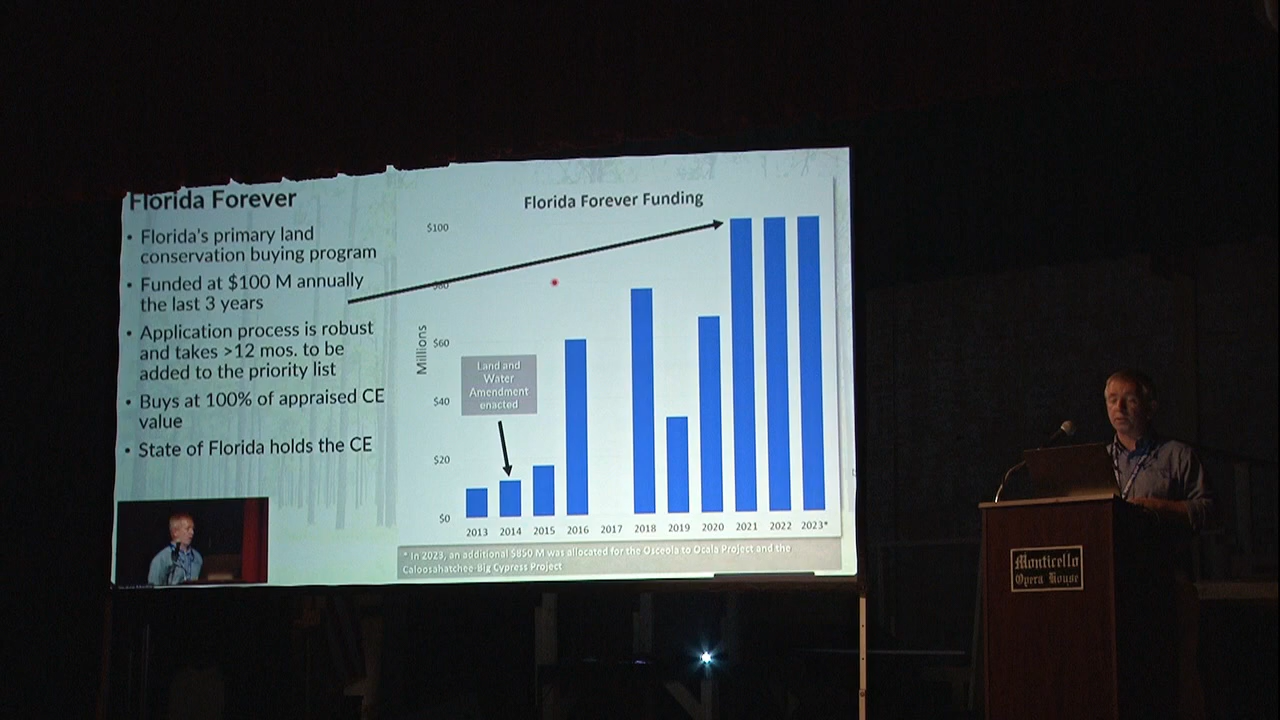 Florida Forever
• Florida's primary land
conservation buying program
• Funded at $100 M annually
the last 3 years
• Application process is robust
and takes >12 mos. to be
added to the priority list
• Buys at 100% of appraised CE
value
• State of Florida holds the CE
Florida Forever Funding
Millions
$100
$60
$40
$20
$0
Land and
Water
Amendment
enacted
2013 2014 2015 2016 2017 2018 2019 2020 2021 2022 2023*
* In 2023, an additional $850 M was allocated for the Osceola to Ocala Project and the
Caloosahatchee-Big Cypress Project
Monticello
Opera House